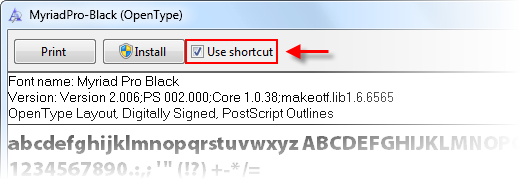 MyriadPro-Black (OpenType)
Print Install Use shortcut
Font name: Myriad Pro Black
Version: Version 2.006;PS 002.000;Core 1.0.38;makeotf.lib1.6.6565
OpenType Layout, Digitally Signed, PostScript Outlines
abcdefghijklmnopqrstuvwxyz ABCDEFGHIJKLMNOP
1234567890.:,; ' " (!?) +-*/=